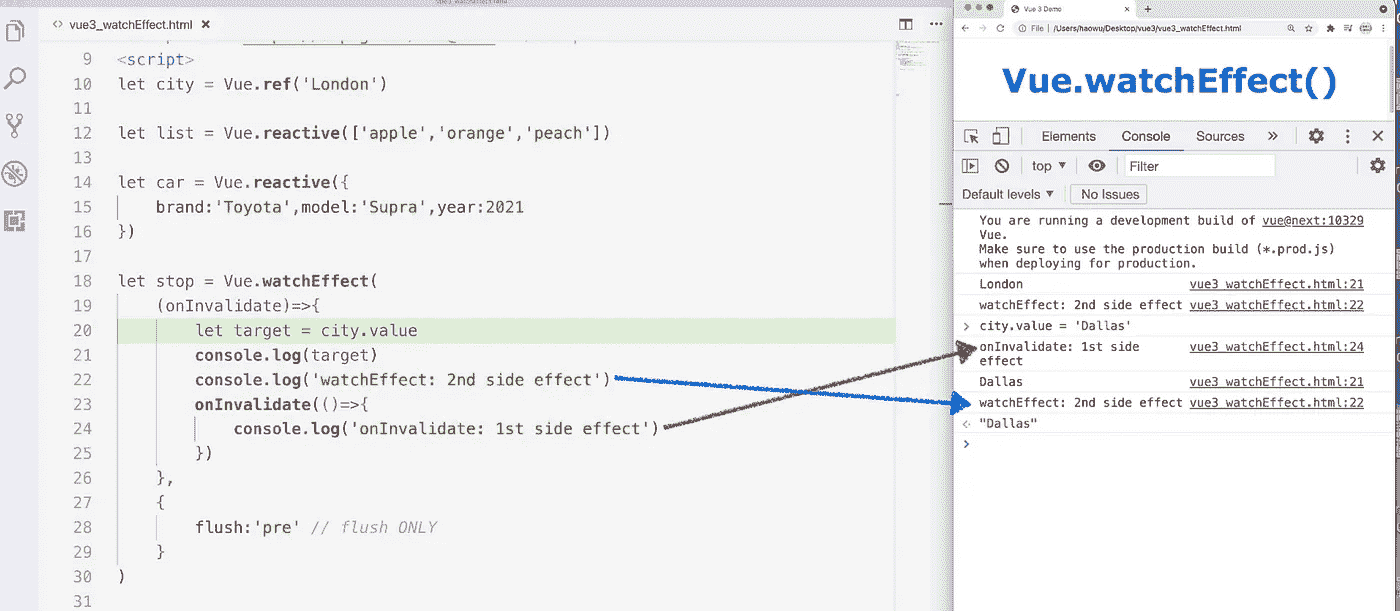 vue3_watchEffect.html
9 <script>
10 let city = Vue.ref('London')
11
12 let list = Vue.reactive(['apple','orange','peach'])
13
14 let car = Vue.reactive({
15 brand:'Toyota',model:'Supra',year:2021
16 })
17
18 let stop = Vue.watchEffect(
19 (onInvalidate)=>{
20 let target = city.value
21 console.log(target)
22 console.log('watchEffect: 2nd side effect')
23 onInvalidate(()=>{
24 console.log('onInvalidate: 1st side effect')
25 })
26 },
27 {
28 flush:'pre' // flush ONLY
29 }
30 )
31
Vue 3 Demo
File | /Users/haowu/Desktop/vue3/vue3_watchEffect.html
Vue.watchEffect()
Elements Console Sources
top Filter
Default levels No Issues
You are running a development build of vue@next:10329
Vue.
Make sure to use the production build (*.prod.js)
when deploying for production.
London vue3_watchEffect.html:21
watchEffect: 2nd side effect vue3_watchEffect.html:22
> city.value = 'Dallas'
onInvalidate: 1st side vue3_watchEffect.html:24
effect
Dallas vue3_watchEffect.html:21
watchEffect: 2nd side effect vue3_watchEffect.html:22
"Dallas"
>